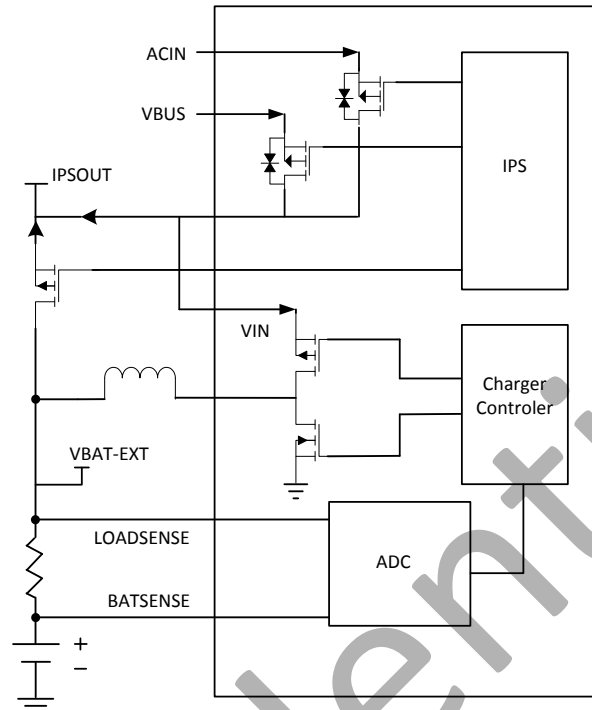 ACIN
VBUS
IPS
IPSOUT
VIN
Charger
Controler
VBAT-EXT
LOADSENSE
ADC
BATSENSE
+
−